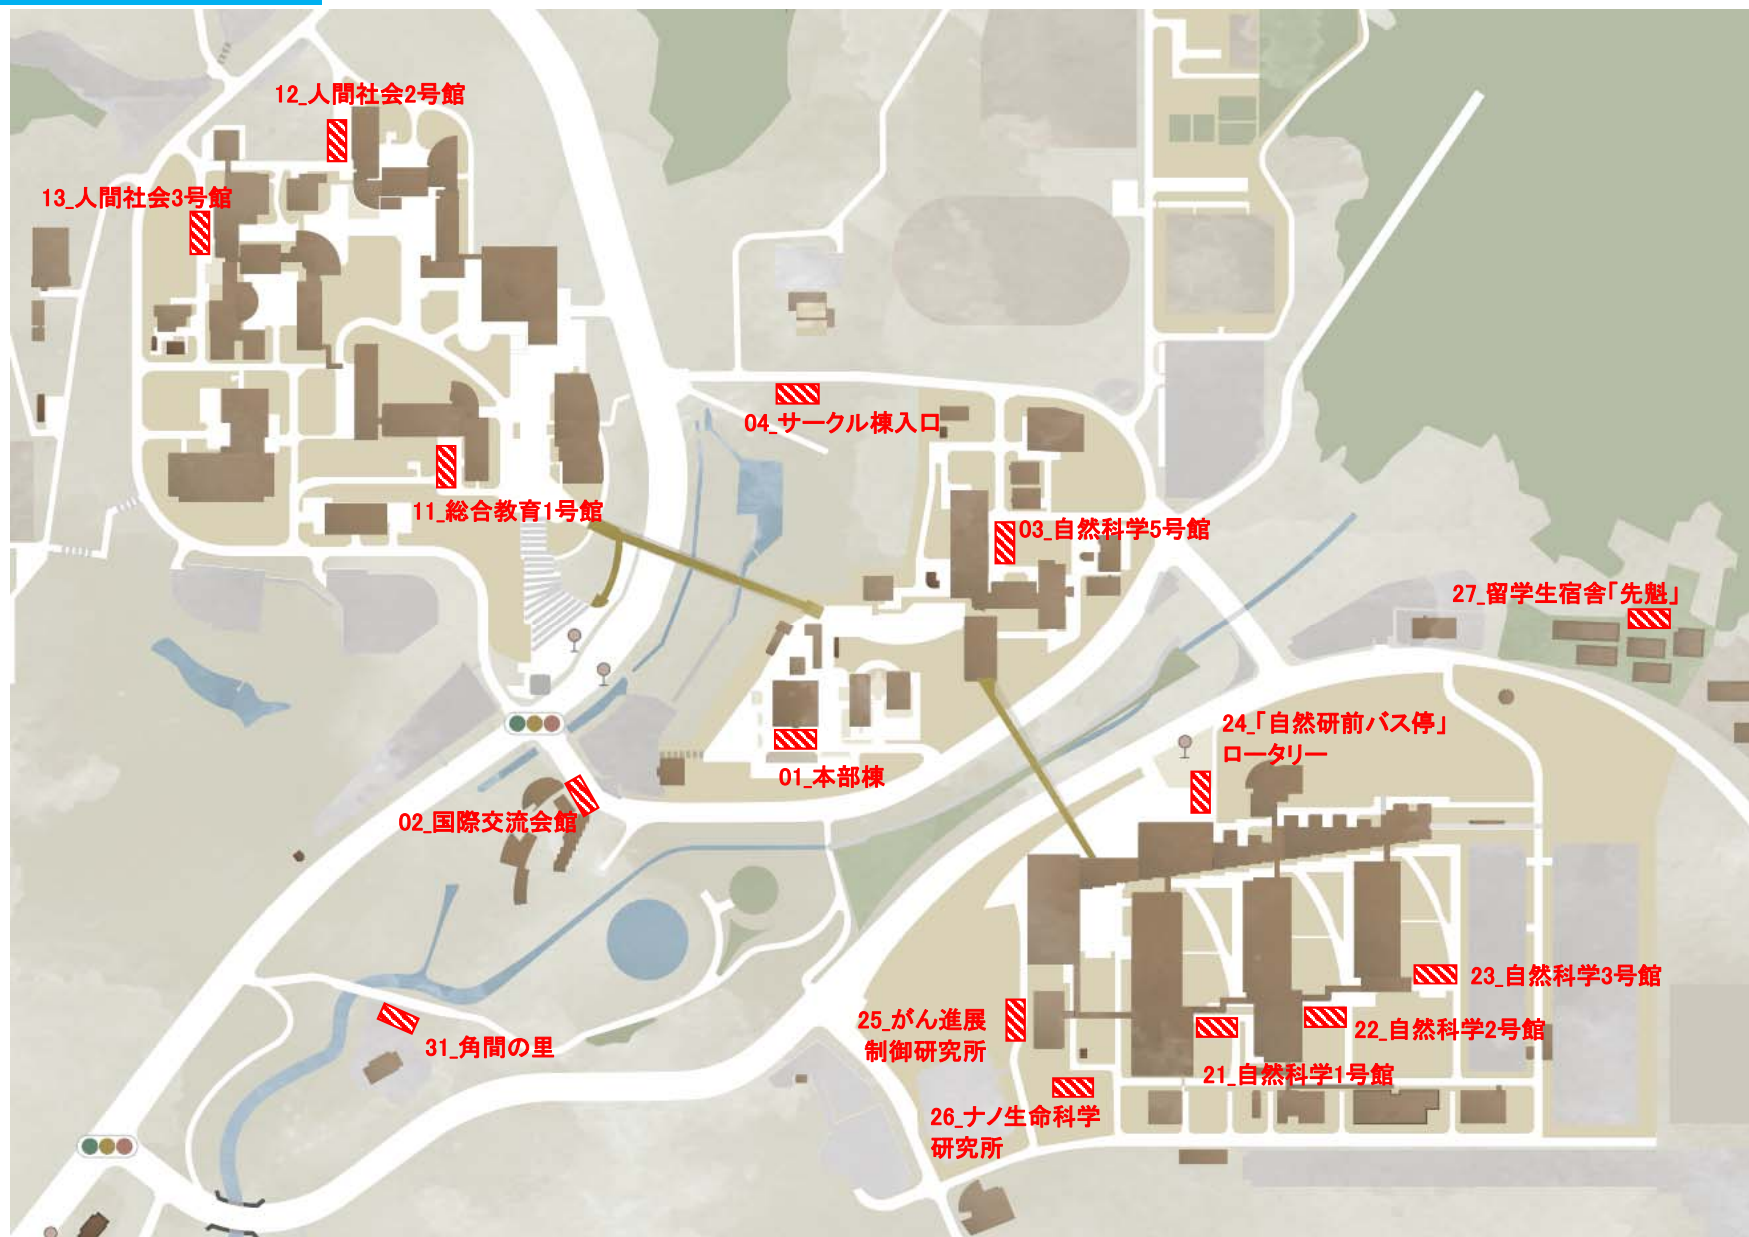 12_人間社会2号館
13_人間社会3号館
04_サークル棟入口
11_総合教育1号館
03_自然科学5号館
27_留学生宿舎「先魁」
24_「自然研前バス停」
ロータリー
01_本部棟
02_国際交流会館
23_自然科学3号館
25_がん進展
制御研究所
22_自然科学2号館
31_角間の里
21_自然科学1号館
26_ナノ生命科学
研究所